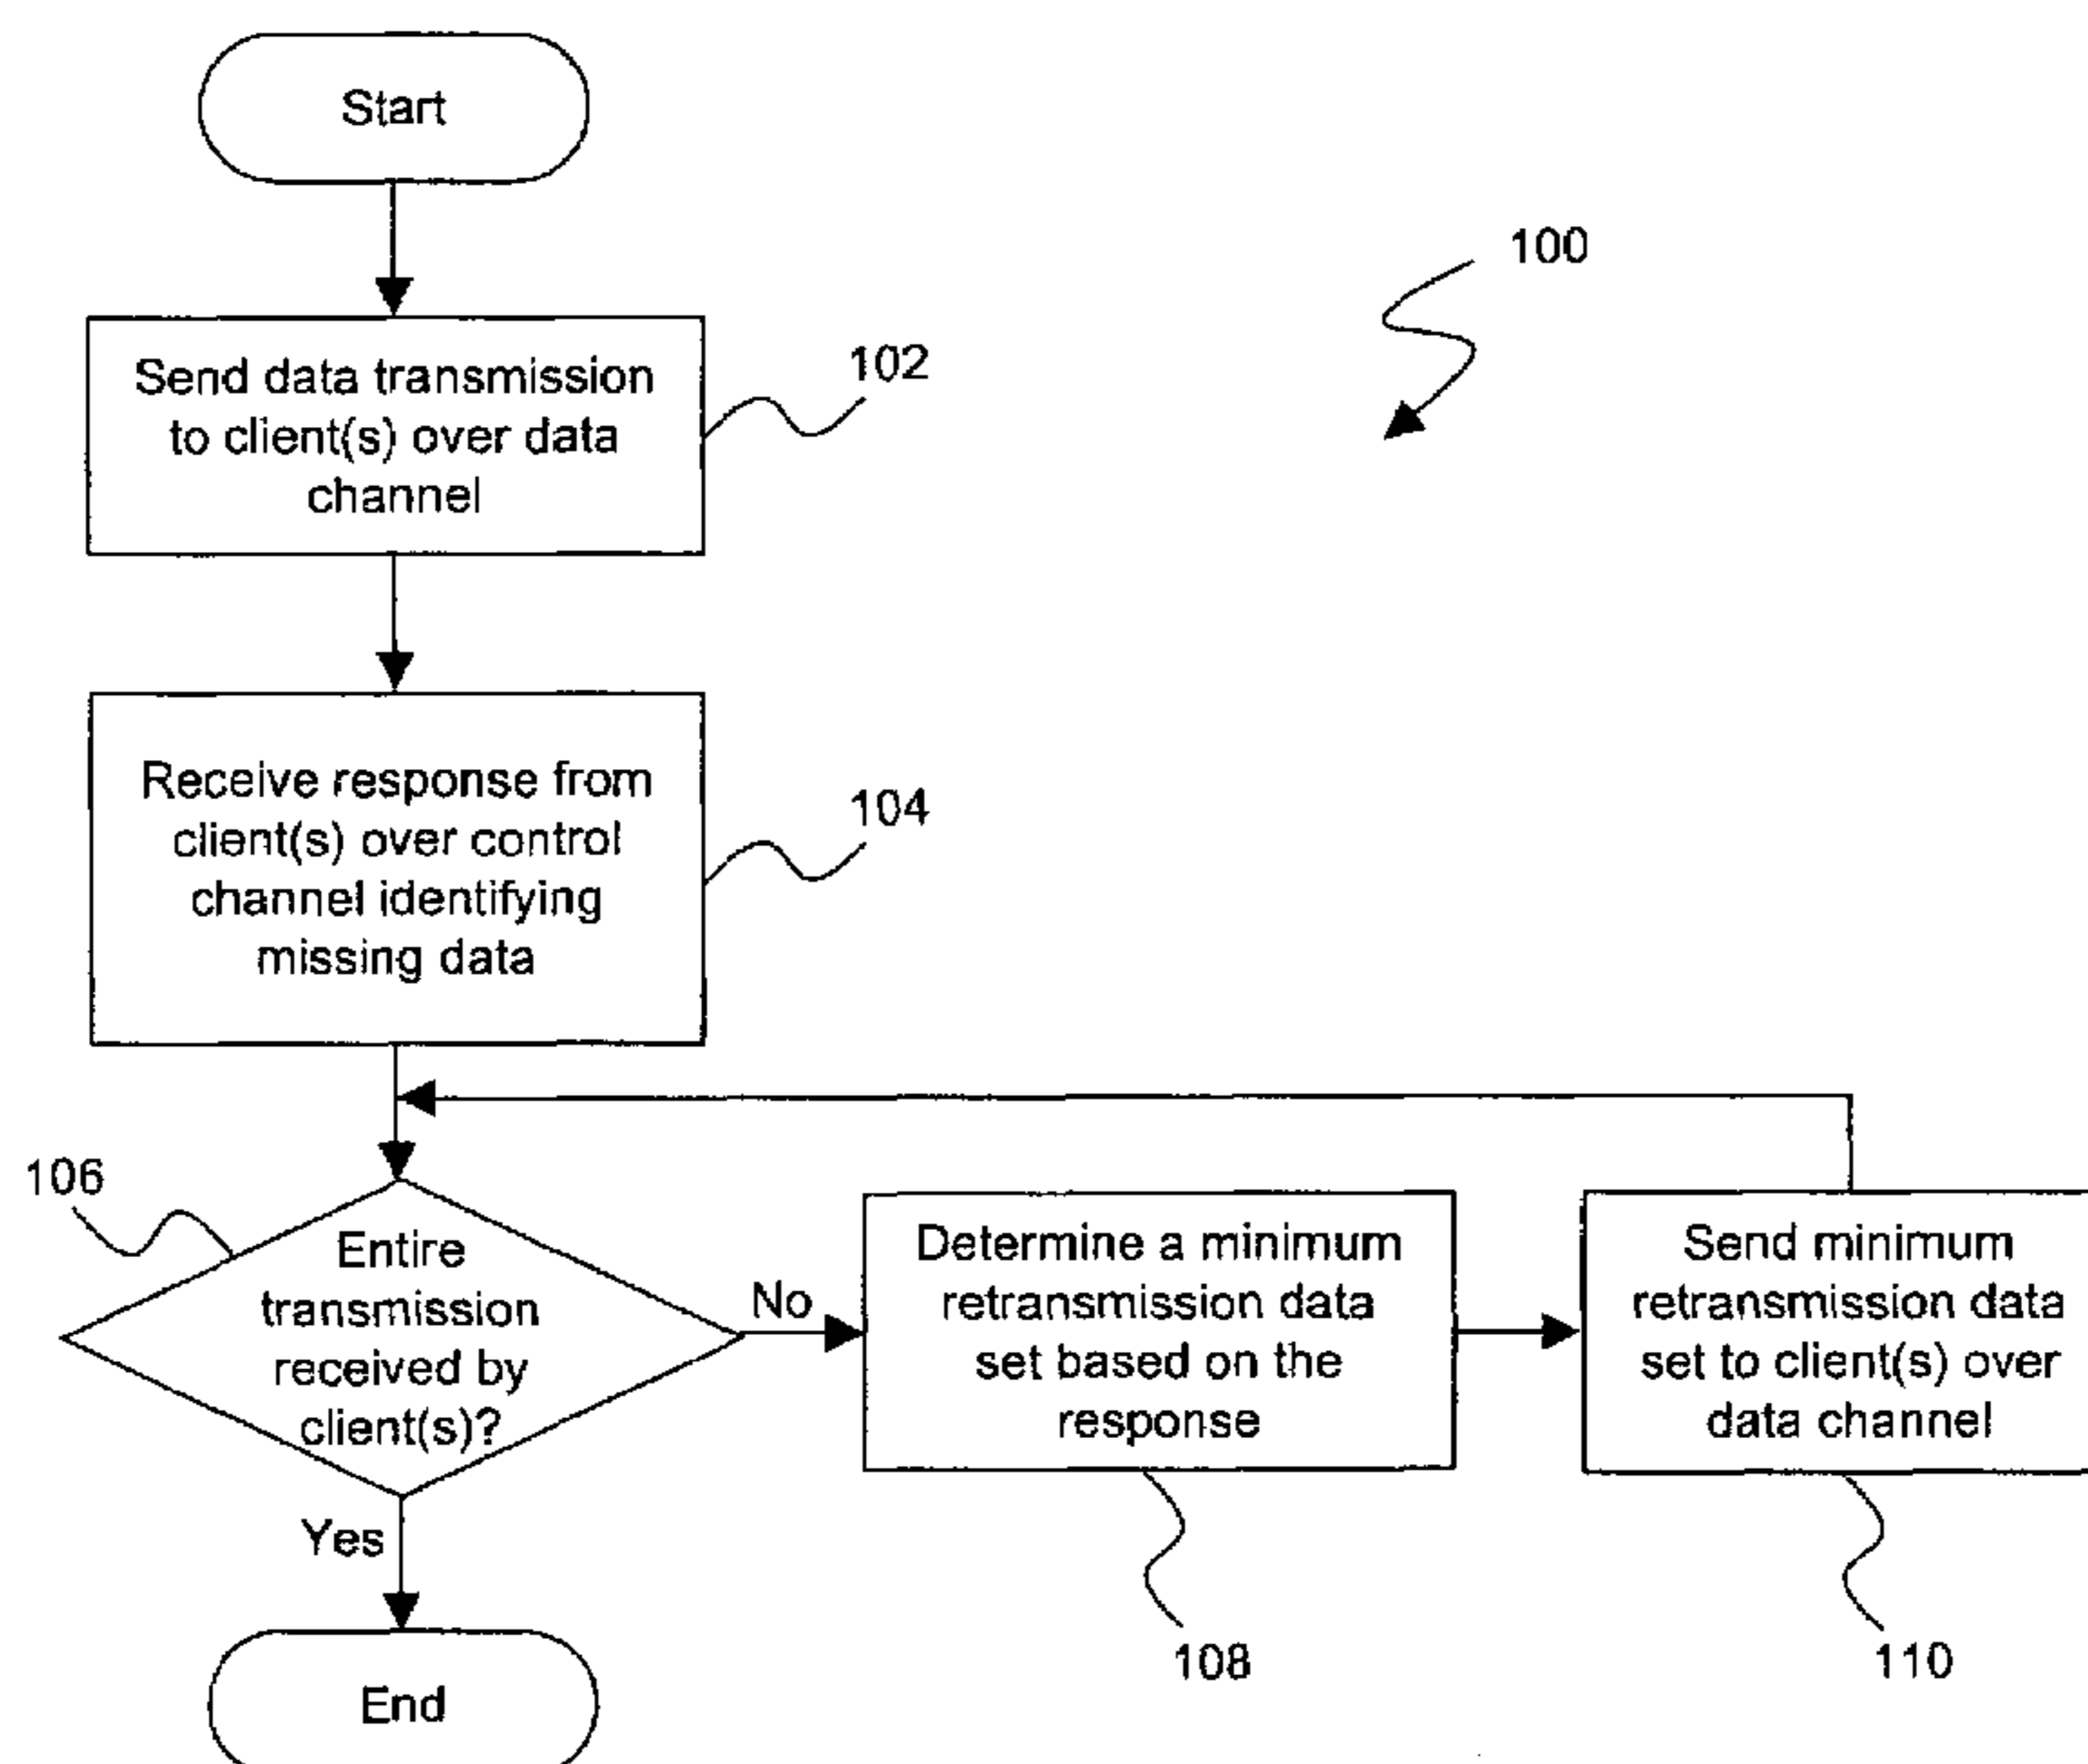 Start
100
Send data transmission
to client(s) over data
channel
102
Receive response from
client(s) over control
channel identifying
missing data
104
106
Entire
transmission
received by
client(s)?
No
Determine a minimum
retransmission data
set based on the
response
Send minimum
retransmission data
set to client(s) over
data channel
Yes
108
110
End